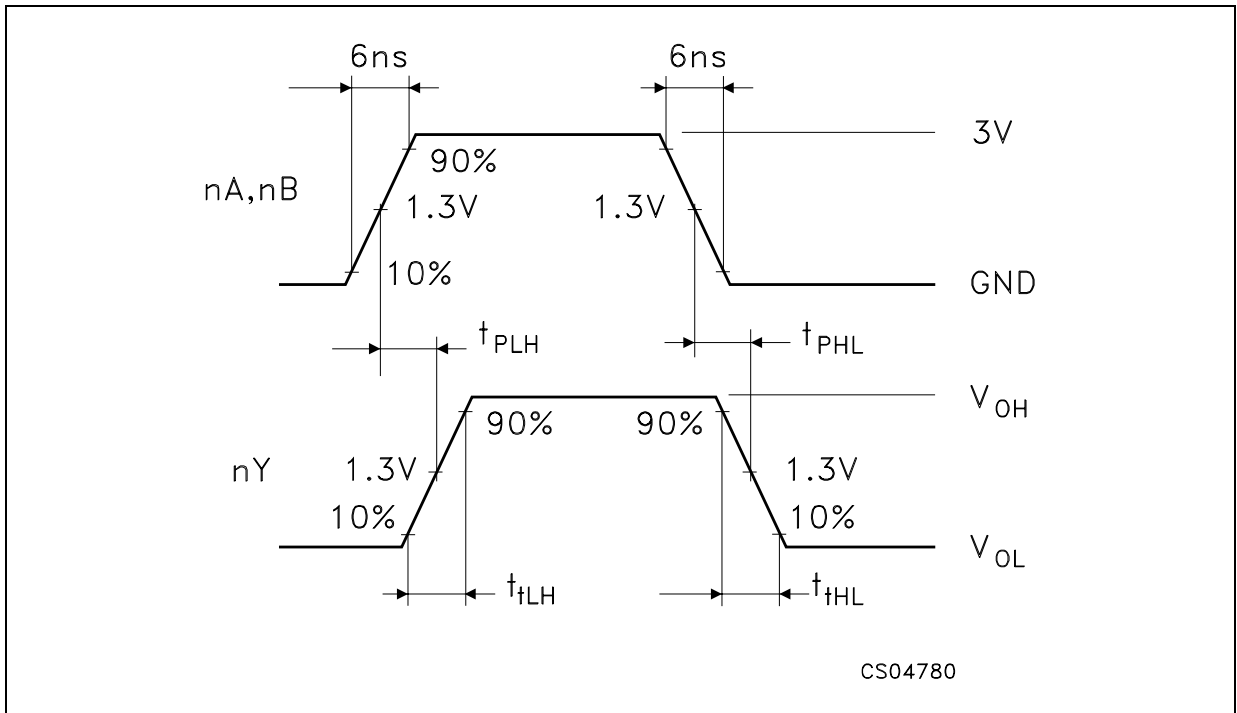 6ns 6ns
3V
90%
nA,nB
1.3V 1.3V
10%
GND
tPLH tPHL
VOH
90% 90%
nY 1.3V 1.3V
10% 10%
VOL
ttLH ttHL
CS04780